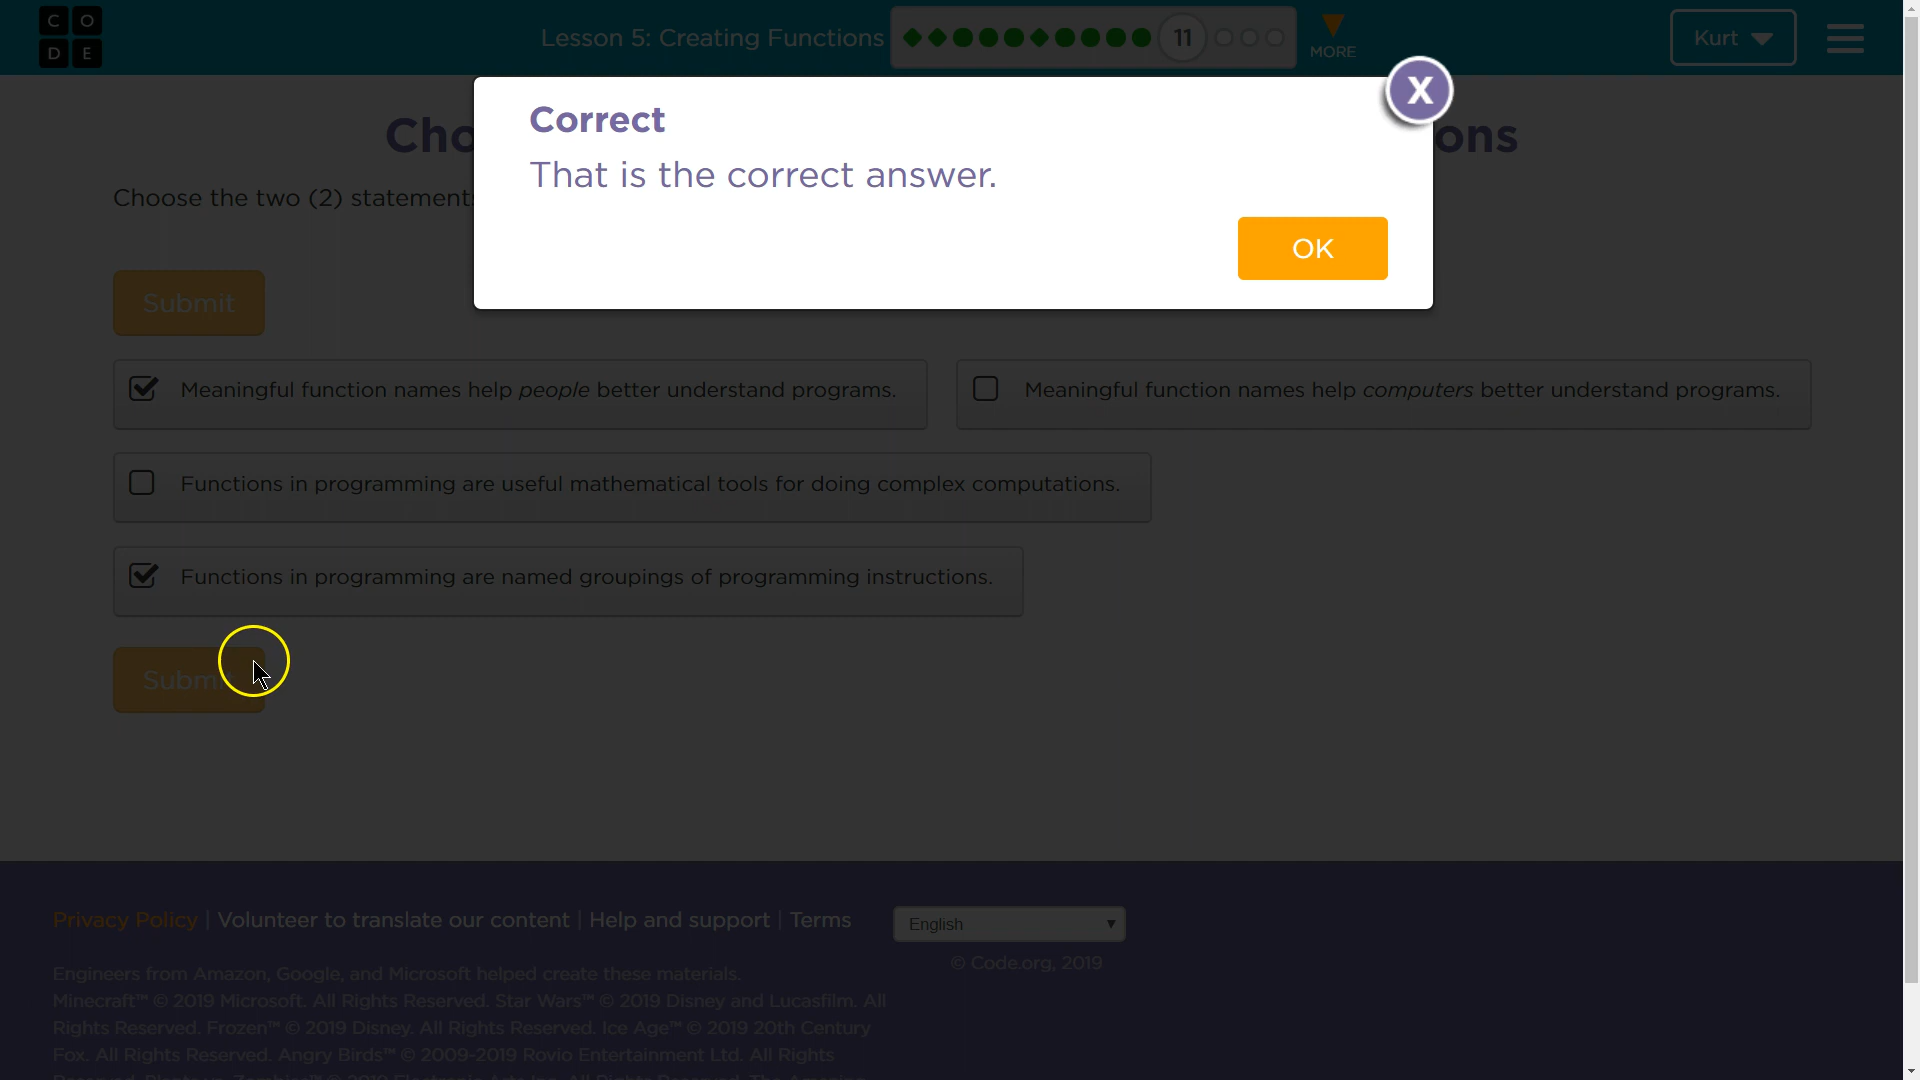 C O
D E
Lesson 5: Creating Functions
11
MORE
Kurt
X
Correct
That is the correct answer.
OK
Cho
ons
Choose the two (2) statement
Submit
Meaningful function names help people better understand programs.
Meaningful function names help computers better understand programs.
Functions in programming are useful mathematical tools for doing complex computations.
Functions in programming are named groupings of programming instructions.
Submit
Privacy Policy | Volunteer to translate our content | Help and support | Terms
English
© Code.org, 2019
Engineers from Amazon, Google, and Microsoft helped create these materials.
Minecraft™ © 2019 Microsoft. All Rights Reserved. Star Wars™ © 2019 Disney and Lucasfilm. All
Rights Reserved. Frozen™ © 2019 Disney. All Rights Reserved. Ice Age™ © 2019 20th Century
Fox. All Rights Reserved. Angry Birds™ © 2009-2019 Rovio Entertainment Ltd. All Rights